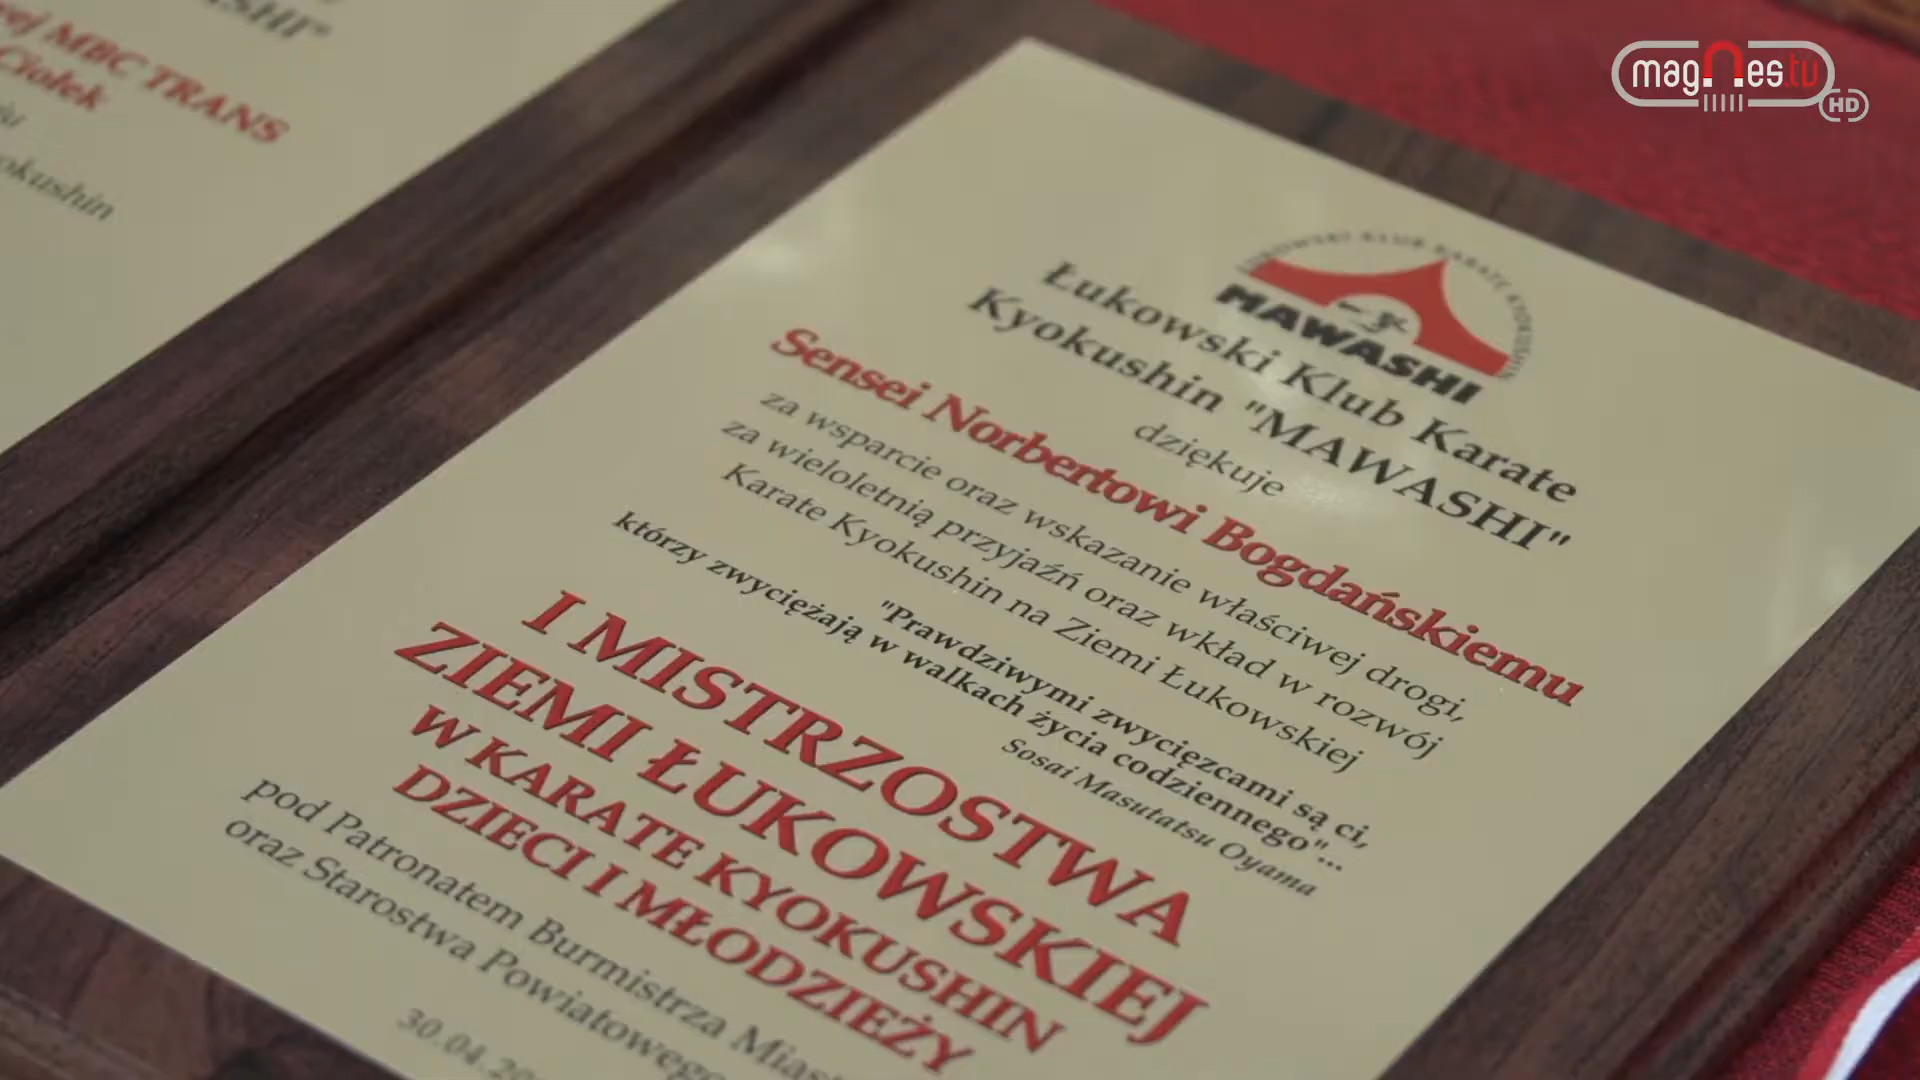 magnes.tv
HD
MBC TRANS
Ciołek
MAWASHI
Łukowski Klub Karate
Kyokushin "MAWASHI"
dziękuje
Sensei Norbertowi Bogdańskiemu
za wsparcie oraz wskazanie właściwej drogi,
za wieloletnią przyjaźń oraz wkład w rozwój
Karate Kyokushin na Ziemi Łukowskiej
"Prawdziwymi zwycięzcami są ci,
którzy zwyciężają w walkach życia codziennego"...
Sosai Masutatsu Oyama
I MISTRZOSTWA
ZIEMI ŁUKOWSKIEJ
W KARATE KYOKUSHIN
DZIECI I MŁODZIEŻY
pod Patronatem Burmistrza
oraz Starostwa Powiatowego
30.04.20